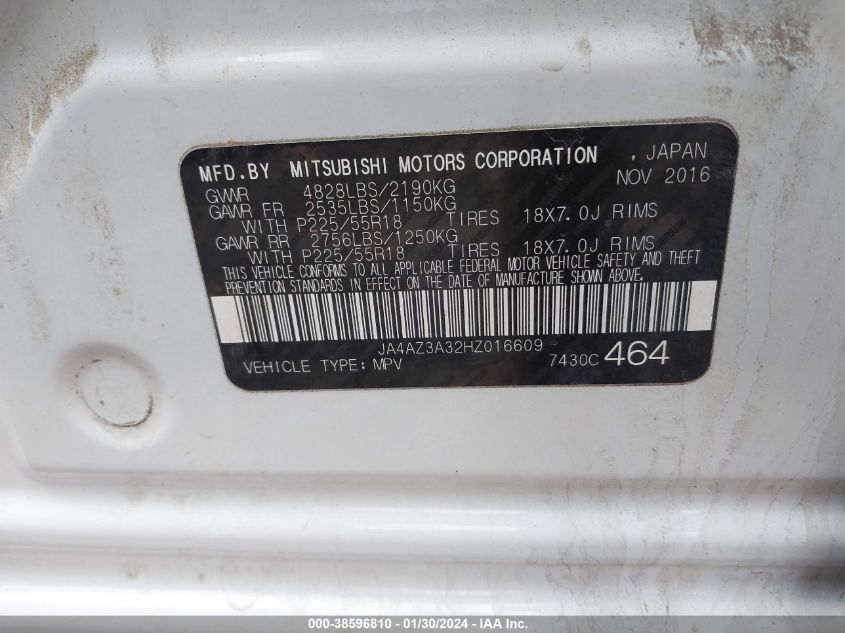 MFD.BY MITSUBISHI MOTORS CORPORATION , JAPAN
NOV 2016
GVWR 4828LBS/2190KG
GAWR FR 2535LBS/1150KG
WITH P225/55R18 TIRES 18X7.0J RIMS
GAWR RR 2756LBS/1250KG
WITH P225/55R18 TIRES 18X7.0J RIMS
THIS VEHICLE CONFORMS TO ALL APPLICABLE FEDERAL MOTOR VEHICLE SAFETY AND THEFT
PREVENTION STANDARDS IN EFFECT ON THE DATE OF MANUFACTURE SHOWN ABOVE.
JA4AZ3A32HZ016609
VEHICLE TYPE: MPV 7430C 464
000-38596810 - 01/30/2024 - IAA Inc.